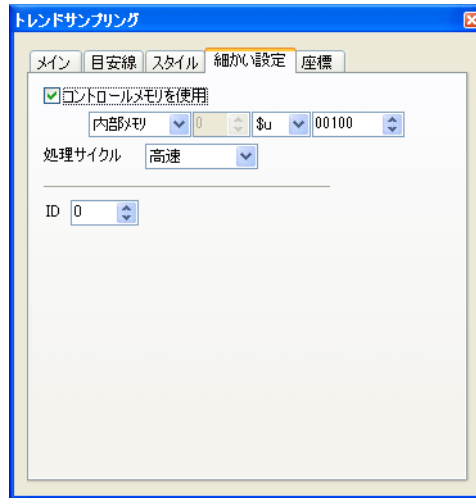 トレンドサンプリング
メイン 目安線 スタイル 細かい設定 座標
コントロールメモリを使用
内部メモリ 0 $u 00100
処理サイクル 高速
ID 0